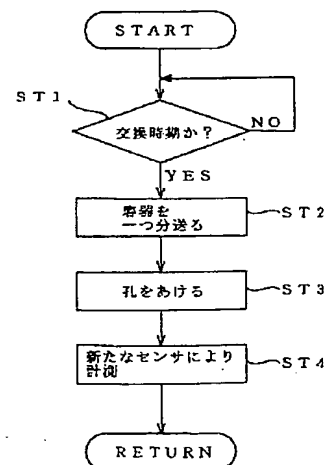 START
ST1
交換時期か?
NO
YES
容器を
一つ分送る
ST2
孔をあける
ST3
新たなセンサにより
計測
ST4
RETURN